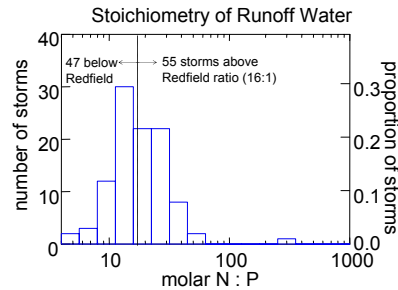 Stoichiometry of Runoff Water
40
30
20
10
0
number of storms
47 below
Redfield
55 storms above
Redfield ratio (16:1)
0.3
0.2
0.1
0.0
proportion of storms
10
100
1000
molar N : P